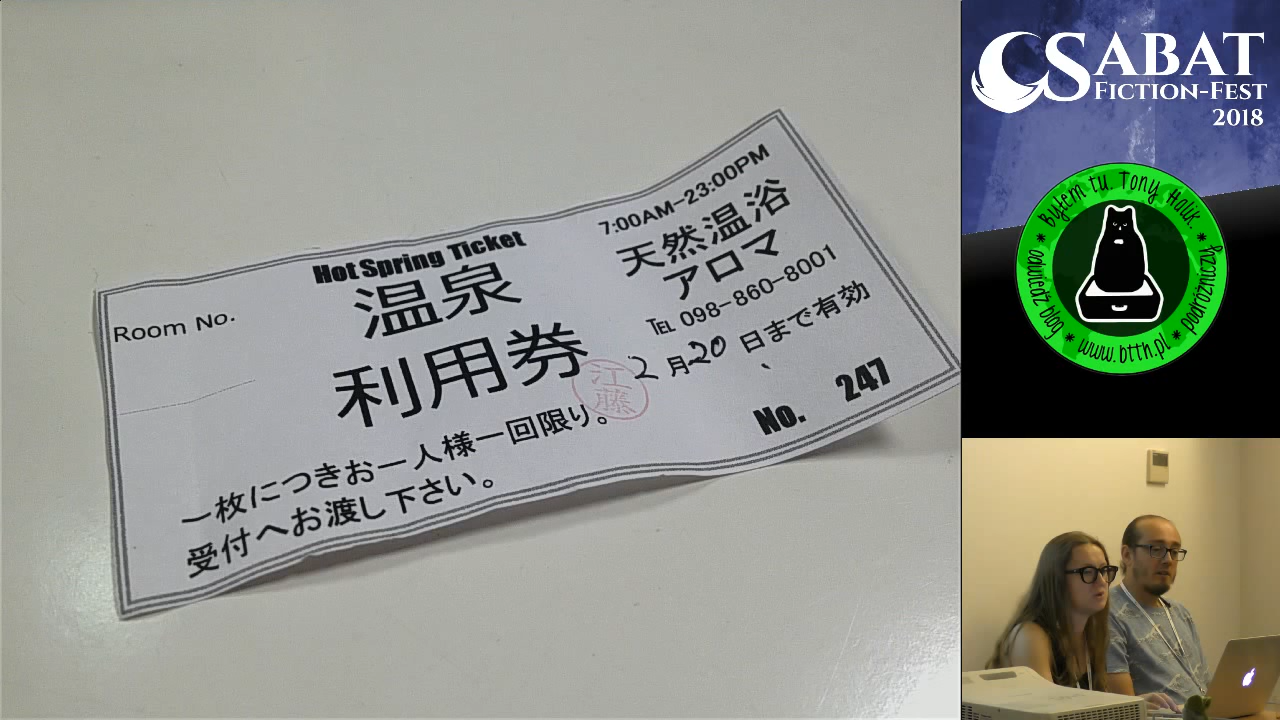 Hot Spring Ticket
温泉
利用券
Room No.
一枚につきお一人様一回限り。
受付へお渡し下さい。
7:00AM-23:00PM
天然温浴
アロマ
TEL 098-860-8001
2月20日まで有効
江藤
No. 247
SABAT
FICTION-FEST
2018
Byłem tu. Tony Halik.
* odwiedź blog * www.btth.pl * podróżniczy *